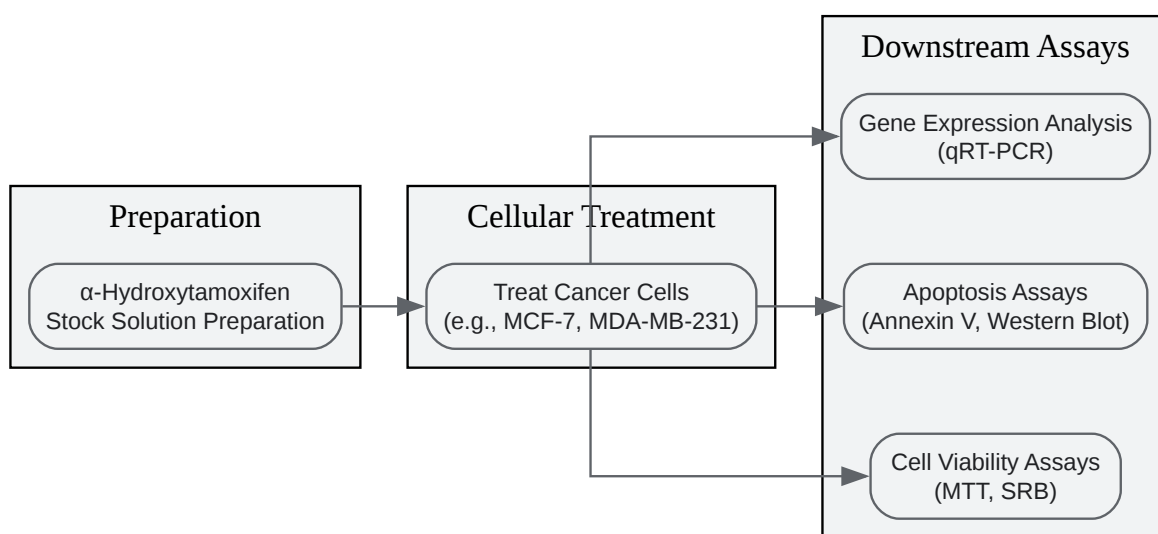 Preparation
α-Hydroxytamoxifen
Stock Solution Preparation
Cellular Treatment
Treat Cancer Cells
(e.g., MCF-7, MDA-MB-231)
Downstream Assays
Gene Expression Analysis
(qRT-PCR)
Apoptosis Assays
(Annexin V, Western Blot)
Cell Viability Assays
(MTT, SRB)